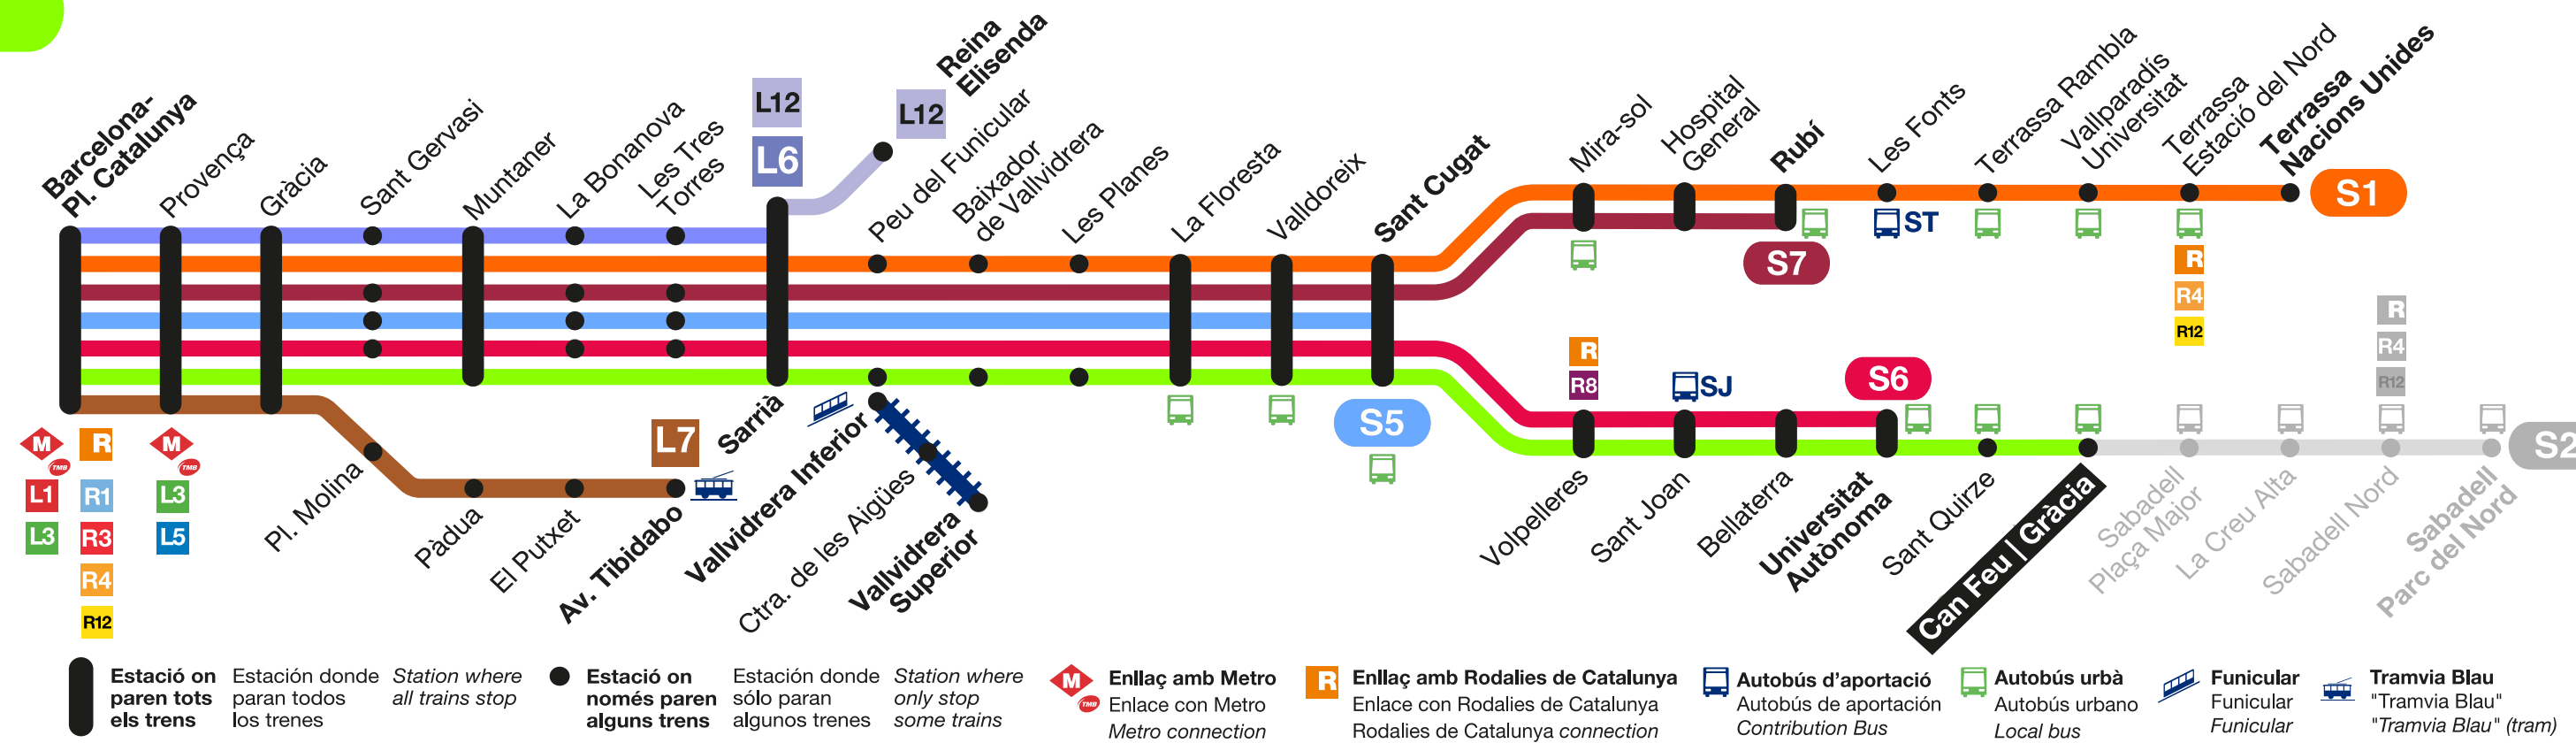 Barcelona-
Pl. Catalunya
Provença
Gràcia
Sant Gervasi
Muntaner
La Bonanova
Les Tres
Torres
L12
L6
L12
Reina
Elisenda
Peu del Funicular
Baixador
de Vallvidrera
Les Planes
La Floresta
Valldoreix
Sant Cugat
Mira-sol
Hospital
General
Rubí
Les Fonts
Terrassa Rambla
Vallparadís
Universitat
Terrassa
Estació del Nord
Terrassa
Nacions Unides
S1
ST
S7
R
R4
R12
R
R4
R12
R
R8
SJ
S6
S5
S2
M
TMB
L1
L3
R
R1
R3
R4
R12
M
TMB
L3
L5
Pl. Molina
Pàdua
El Putxet
L7
Av. Tibidabo
Sarrià
Vallvidrera Inferior
Ctra. de les Aigües
Vallvidrera
Superior
Volpelleres
Sant Joan
Bellaterra
Universitat
Autònoma
Sant Quirze
Can Feu | Gràcia
Sabadell
Plaça Major
La Creu Alta
Sabadell Nord
Sabadell
Parc del Nord
Estació on
paren tots
els trens
Estación donde
paran todos
los trenes
Station where
all trains stop
Estació on
només paren
alguns trens
Estación donde
sólo paran
algunos trenes
Station where
only stop
some trains
M
TMB
Enllaç amb Metro
Enlace con Metro
Metro connection
R
Enllaç amb Rodalies de Catalunya
Enlace con Rodalies de Catalunya
Rodalies de Catalunya connection
Autobús d'aportació
Autobús de aportación
Contribution Bus
Autobús urbà
Autobús urbano
Local bus
Funicular
Funicular
Funicular
Tramvia Blau
"Tramvia Blau"
"Tramvia Blau" (tram)